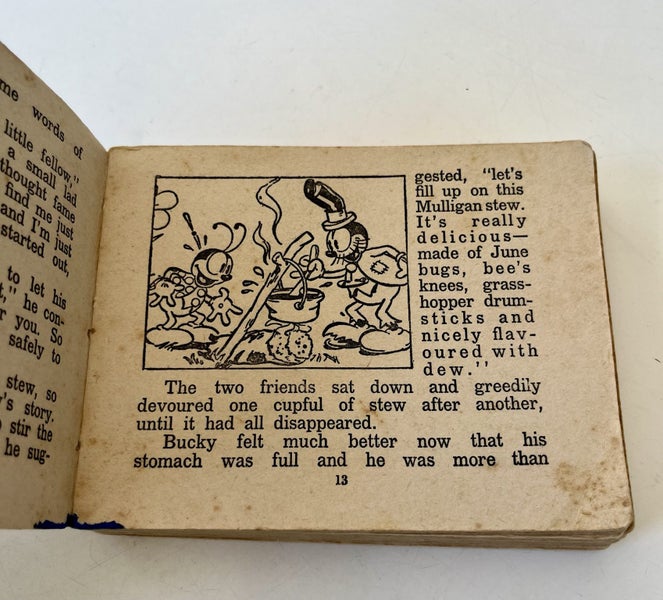 me words of
little fellow,"
a small lad
thought fame
find me just
and I'm just
started out,
to let his
t," he con-
r you. So
safely to
stew, so
y's story.
stir the
he sug-
gested, "let's
fill up on this
Mulligan stew.
It's really
delicious—
made of June
bugs, bee's
knees, grass-
hopper drum-
sticks and
nicely flav-
oured with
dew.''
The two friends sat down and greedily
devoured one cupful of stew after another,
until it had all disappeared.
Bucky felt much better now that his
stomach was full and he was more than
13